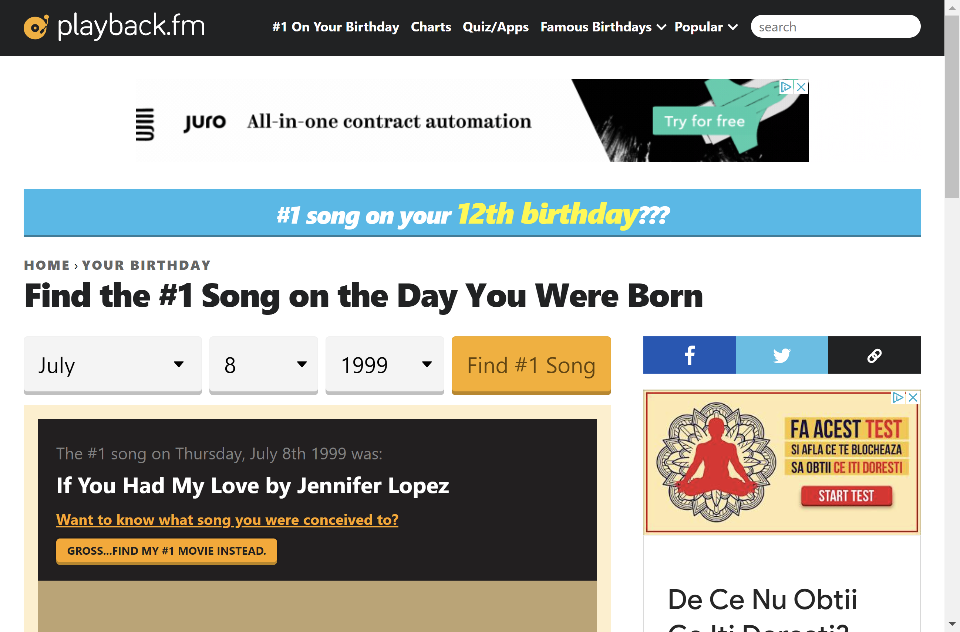 playback.fm
#1 On Your Birthday Charts Quiz/Apps Famous Birthdays Popular search
JURO All-in-one contract automation Try for free
#1 song on your 12th birthday???
HOME › YOUR BIRTHDAY
Find the #1 Song on the Day You Were Born
July 8 1999 Find #1 Song
The #1 song on Thursday, July 8th 1999 was:
If You Had My Love by Jennifer Lopez
Want to know what song you were conceived to?
GROSS...FIND MY #1 MOVIE INSTEAD.
FA ACEST TEST
SI AFLA CE TE BLOCHEAZA
SA OBTII CE ITI DORESTI
START TEST
De Ce Nu Obtii
Ce Iti Doresti?